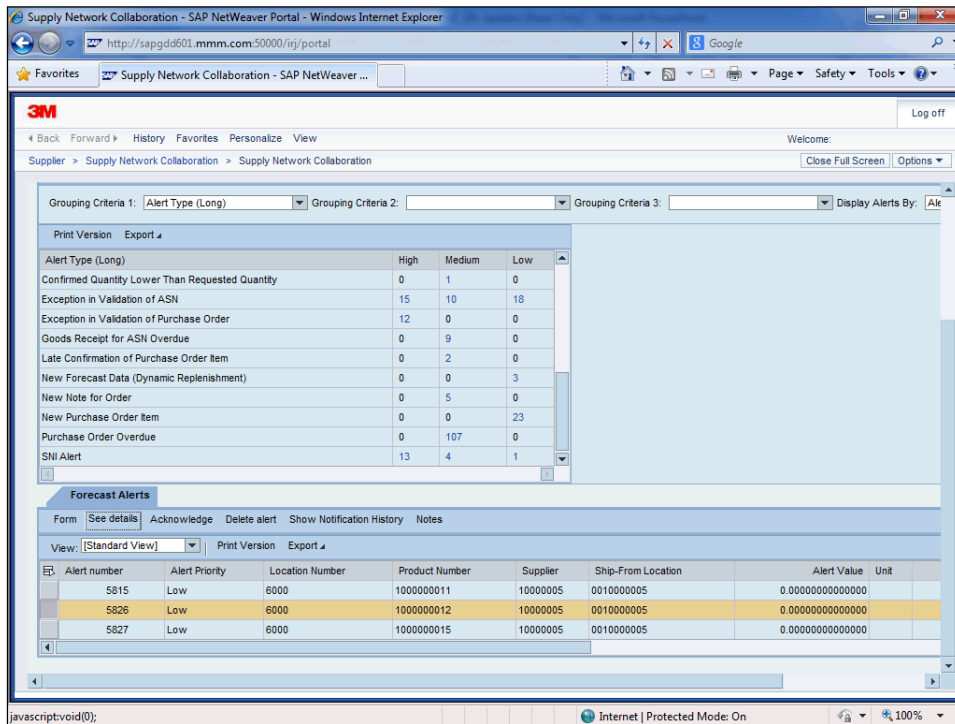 Supply Network Collaboration - SAP NetWeaver Portal - Windows Internet Explorer
http://sapgdd601.mmm.com:50000/irj/portal
Google
Favorites Supply Network Collaboration - SAP NetWeaver ... Page Safety Tools
3M Log off
Back Forward History Favorites Personalize View Welcome:
Supplier > Supply Network Collaboration > Supply Network Collaboration Close Full Screen Options
Grouping Criteria 1: Alert Type (Long) Grouping Criteria 2: Grouping Criteria 3: Display Alerts By: Ale
Print Version Export
Alert Type (Long) High Medium Low
Confirmed Quantity Lower Than Requested Quantity 0 1 0
Exception in Validation of ASN 15 10 18
Exception in Validation of Purchase Order 12 0 0
Goods Receipt for ASN Overdue 0 9 0
Late Confirmation of Purchase Order Item 0 2 0
New Forecast Data (Dynamic Replenishment) 0 0 3
New Note for Order 0 5 0
New Purchase Order Item 0 0 23
Purchase Order Overdue 0 107 0
SNI Alert 13 4 1
Forecast Alerts
Form See details Acknowledge Delete alert Show Notification History Notes
View: [Standard View] Print Version Export
Alert number Alert Priority Location Number Product Number Supplier Ship-From Location Alert Value Unit
5815 Low 6000 1000000011 10000005 0010000005 0.00000000000000
5826 Low 6000 1000000012 10000005 0010000005 0.00000000000000
5827 Low 6000 1000000015 10000005 0010000005 0.00000000000000
javascript:void(0); Internet | Protected Mode: On 100%